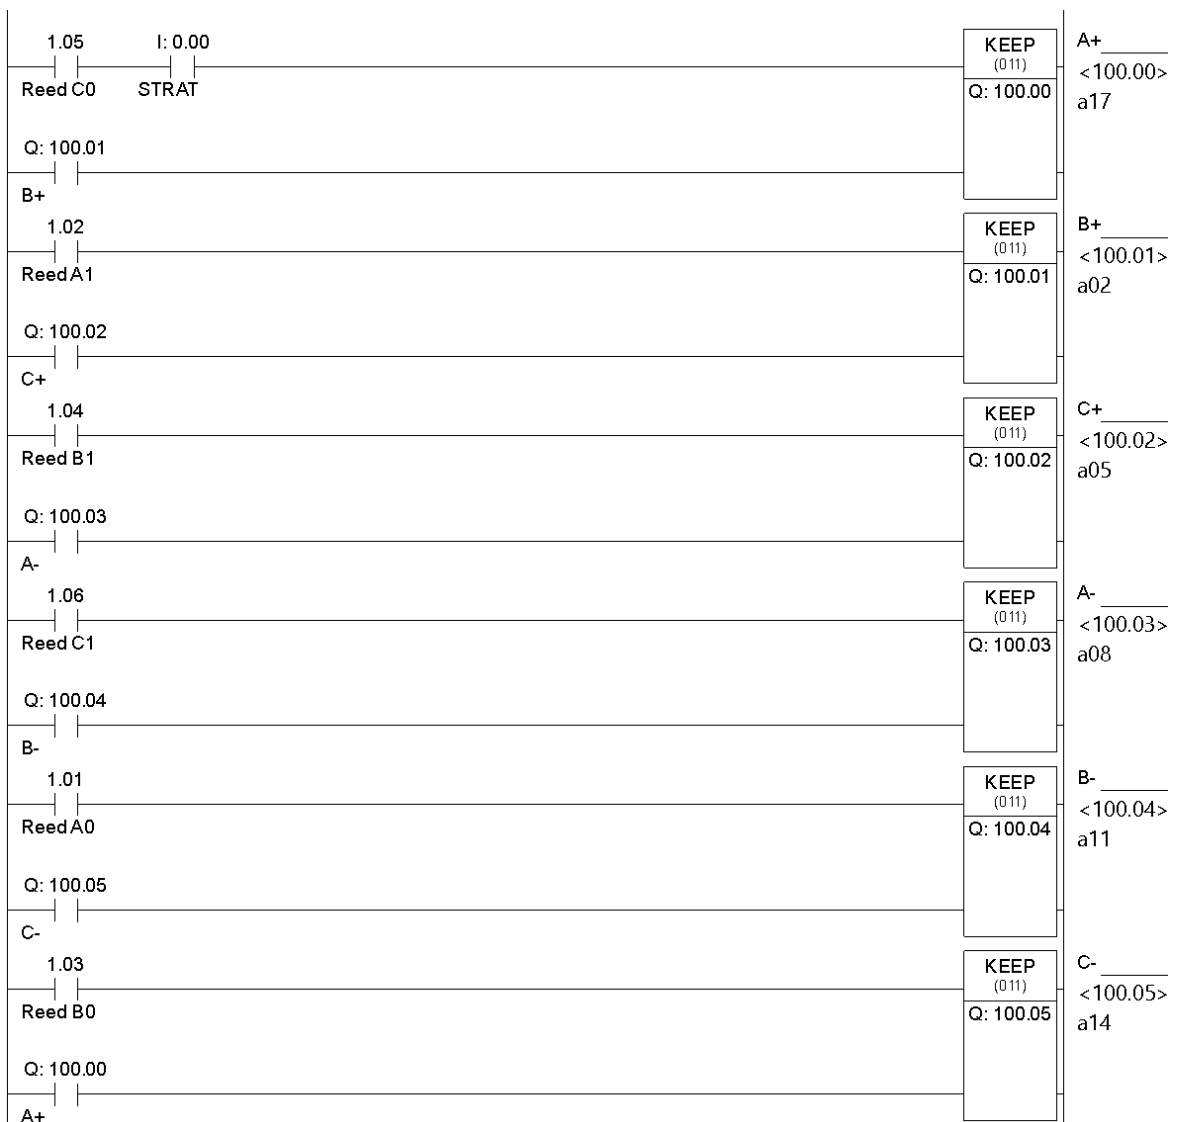 1.05 I: 0.00 KEEP A+
(011)
Reed C0 STRAT Q: 100.00 <100.00>
a17
Q: 100.01
B+
1.02 KEEP B+
(011)
Reed A1 Q: 100.01 <100.01>
a02
Q: 100.02
C+
1.04 KEEP C+
(011)
Reed B1 Q: 100.02 <100.02>
a05
Q: 100.03
A-
1.06 KEEP A-
(011)
Reed C1 Q: 100.03 <100.03>
a08
Q: 100.04
B-
1.01 KEEP B-
(011)
Reed A0 Q: 100.04 <100.04>
a11
Q: 100.05
C-
1.03 KEEP C-
(011)
Reed B0 Q: 100.05 <100.05>
a14
Q: 100.00
A+